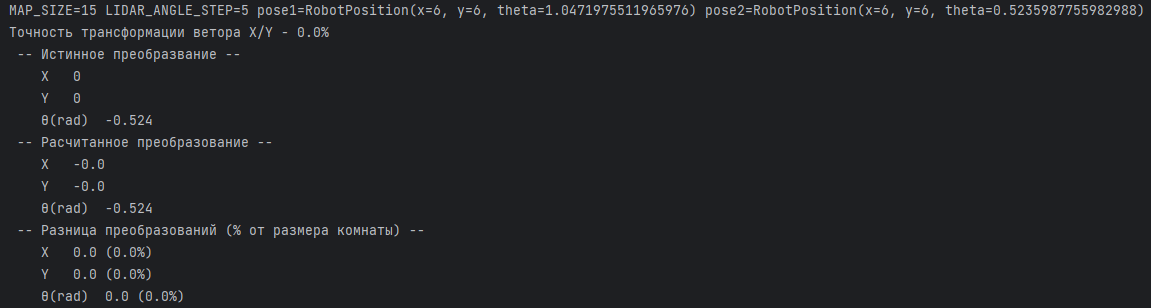 MAP_SIZE=15 LIDAR_ANGLE_STEP=5 pose1=RobotPosition(x=6, y=6, theta=1.0471975511965976) pose2=RobotPosition(x=6, y=6, theta=0.5235987755982988)
Точность трансформации ветора X/Y - 0.0%
-- Истинное преобразвание --
X 0
Y 0
θ(rad) -0.524
-- Расчитанное преобразование --
X -0.0
Y -0.0
θ(rad) -0.524
-- Разница преобразований (% от размера комнаты) --
X 0.0 (0.0%)
Y 0.0 (0.0%)
θ(rad) 0.0 (0.0%)